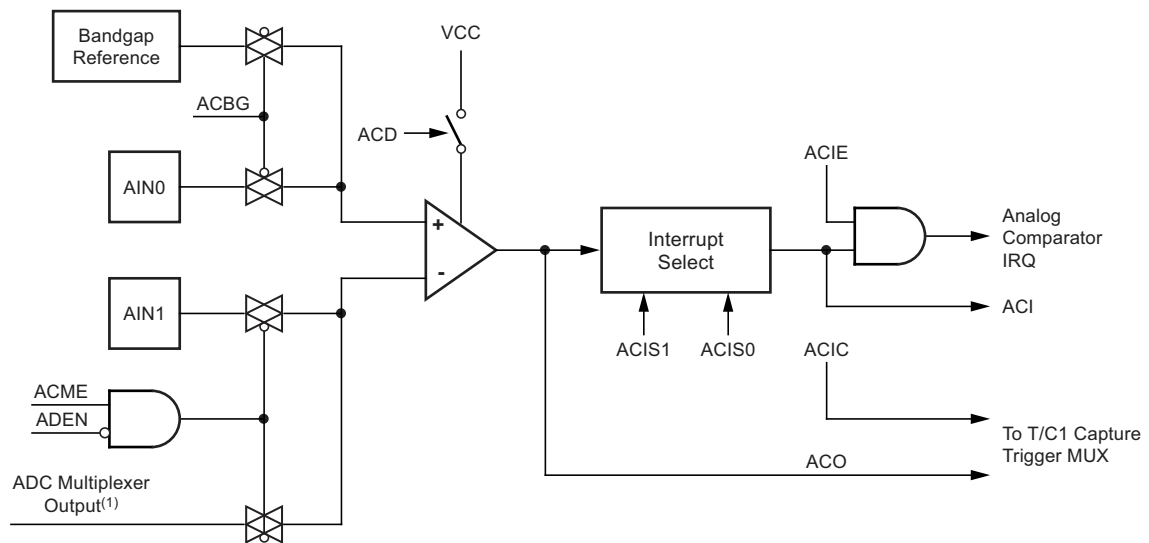 Bandgap
Reference
VCC
ACBG
ACD
ACIE
AIN0
+
-
Interrupt
Select
Analog
Comparator
IRQ
AIN1
ACI
ACIS1
ACIS0
ACIC
ACME
ADEN
To T/C1 Capture
Trigger MUX
ACO
ADC Multiplexer
Output(1)